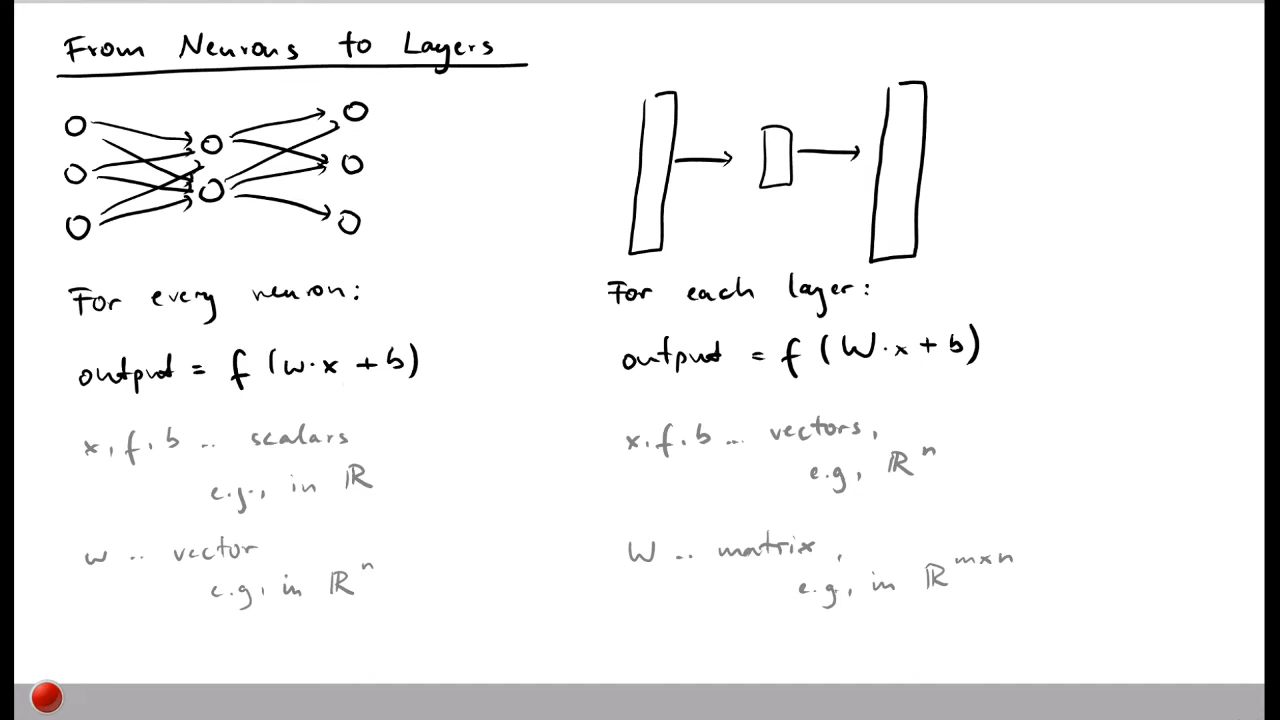 From Neurons to Layers
For every neuron:
output = f (w·x + b)
x, f, b .. scalars
e.g., in ℝ
w .. vector
e.g, in ℝⁿ
For each layer:
output = f (W·x + b)
x, f, b ... vectors,
e.g, ℝⁿ
W .. matrix,
e.g, in ℝᵐˣⁿ